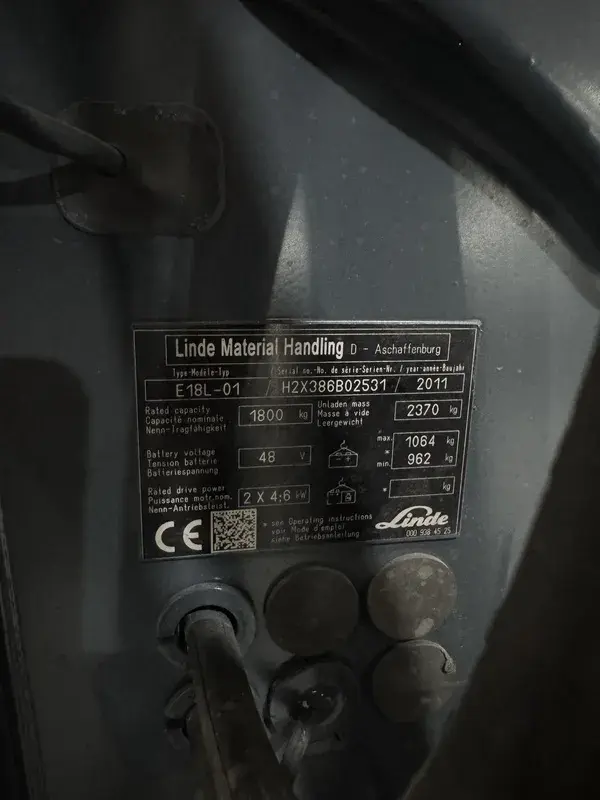 Linde Material Handling D - Aschaffenburg
Type-Modèle-Typ / Serial no.-No. de série-Serien-Nr. / year-année-Baujahr
E18L-01 / H2X386B02531 / 2011
Rated capacity
Capacité nominale
Nenn-Tragfähigkeit
1800 kg
Unladen mass
Masse à vide
Leergewicht
2370 kg
Battery voltage
Tension batterie
Batteriespannung
48 V
max. 1064 kg
*
min. 962 kg
Rated drive power
Puissance motr.nom.
Nenn-Antriebsleist.
2 X 4;6 kW
* kg
CE
* see Operating instructions
voir Mode d'emploi
siehe Betriebsanleitung
Linde
000 938 45 25